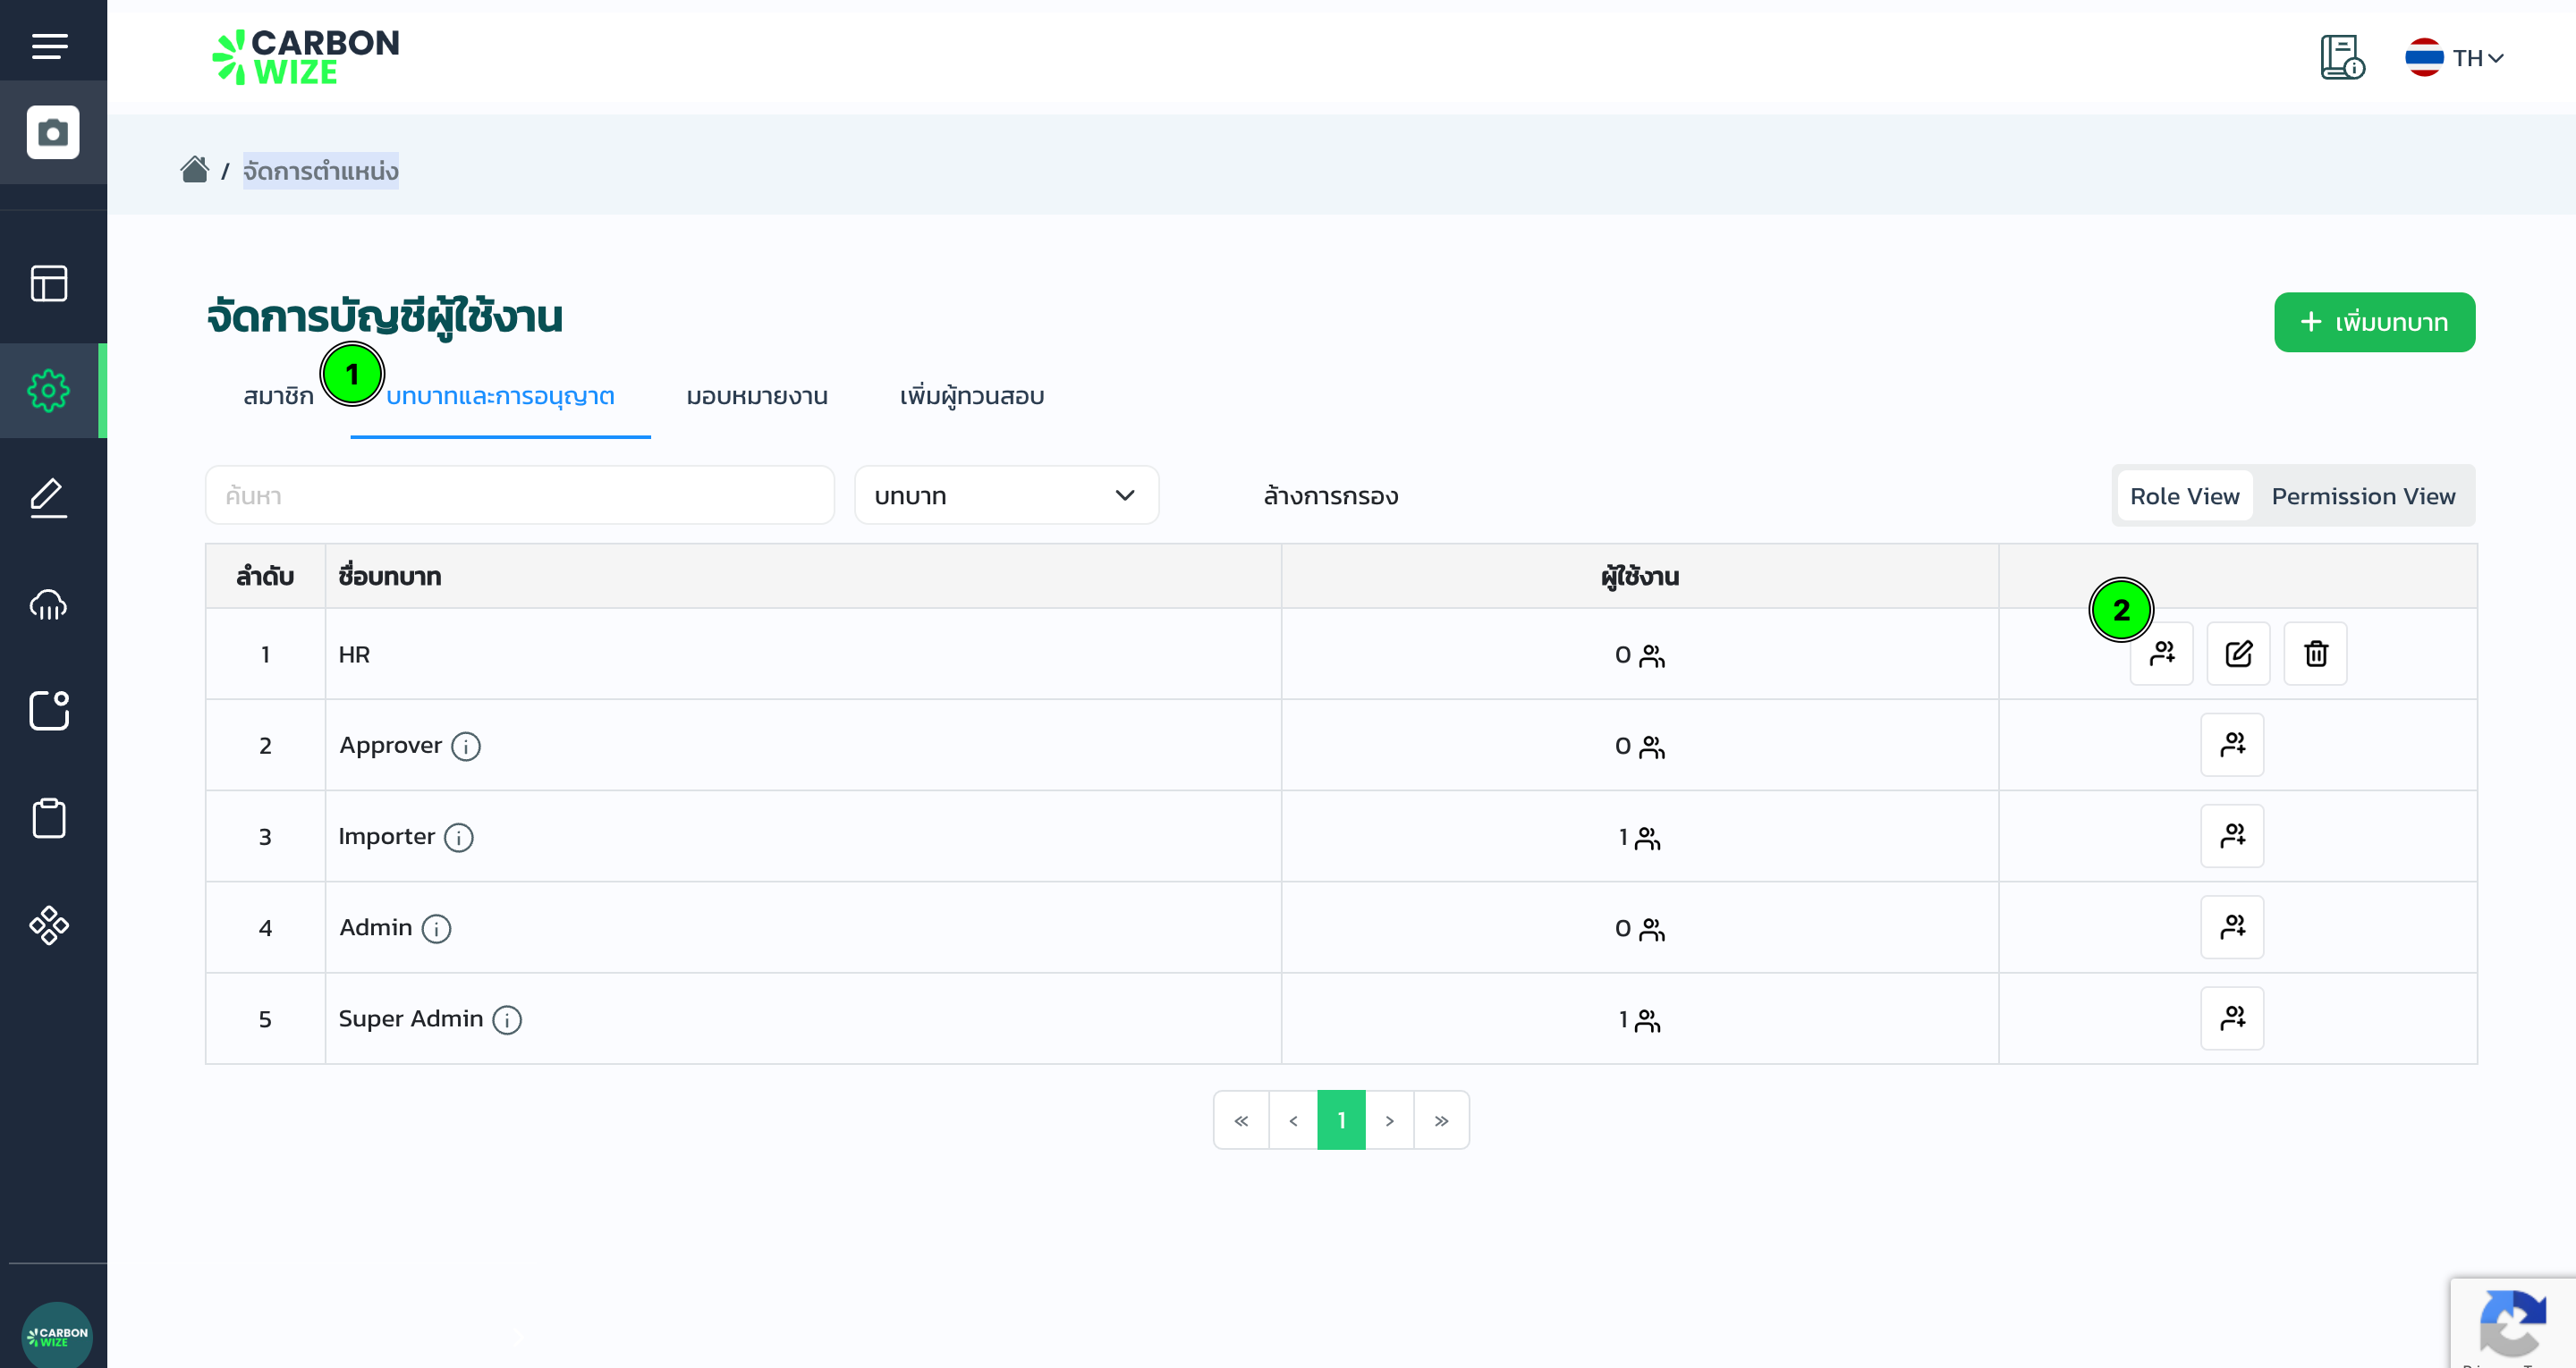 CARBON
WIZE
TH
/ จัดการตำแหน่ง
จัดการบัญชีผู้ใช้งาน
+ เพิ่มบทบาท
1
สมาชิก บทบาทและการอนุญาต มอบหมายงาน เพิ่มผู้ทวนสอบ
ค้นหา บทบาท ล้างการกรอง Role View Permission View
ลำดับ ชื่อบทบาท ผู้ใช้งาน
2
1 HR 0
2 Approver 0
3 Importer 1
4 Admin 0
5 Super Admin 1
« ‹ 1 › »
CARBON
WIZE